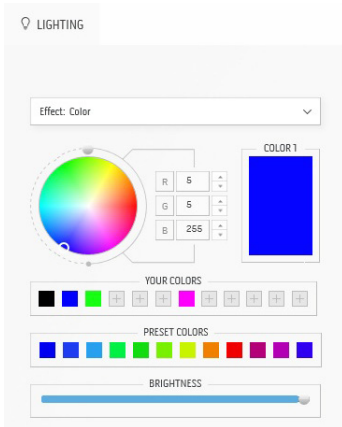 LIGHTING
Effect: Color
COLOR 1
R 5
G 5
B 255
YOUR COLORS
PRESET COLORS
BRIGHTNESS